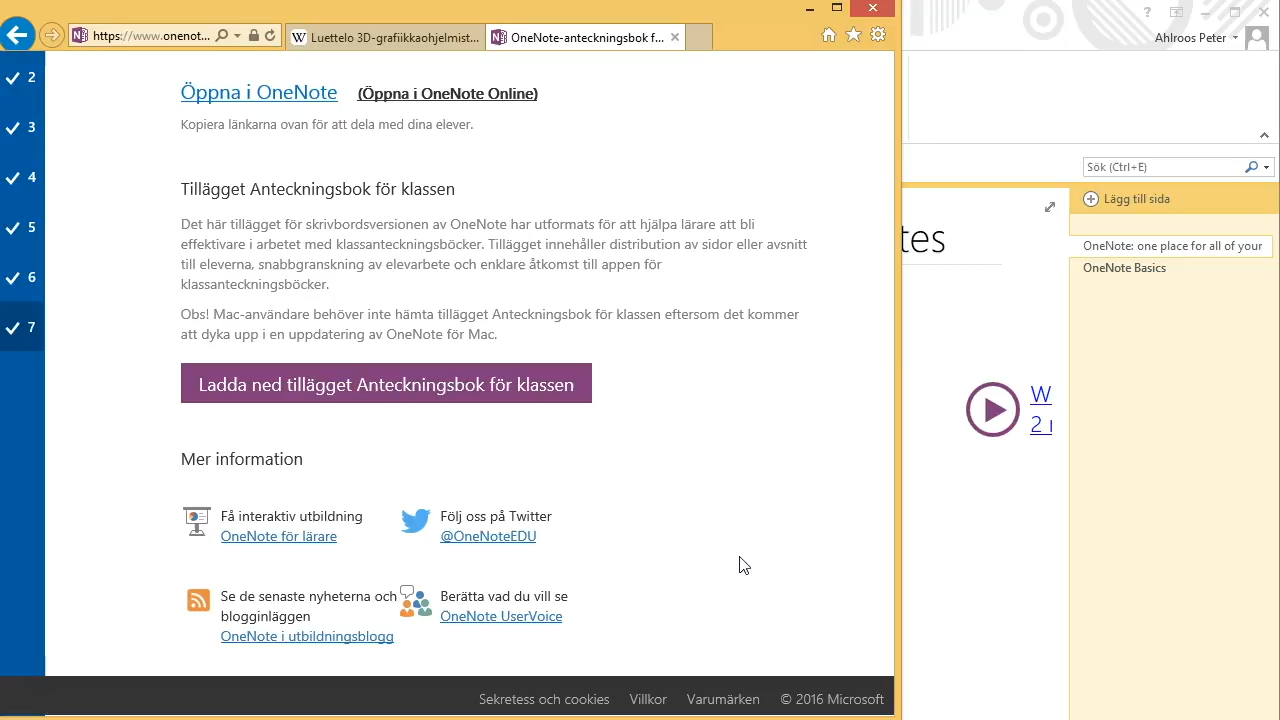 https://www.onenot...
Luettelo 3D-grafiikkaohjelmist...
OneNote-anteckningsbok f...
Ahlroos Peter
2
3
4
5
6
7
Öppna i OneNote (Öppna i OneNote Online)
Kopiera länkarna ovan för att dela med dina elever.
Tillägget Anteckningsbok för klassen
Det här tillägget för skrivbordsversionen av OneNote har utformats för att hjälpa lärare att bli
effektivare i arbetet med klassanteckningsböcker. Tillägget innehåller distribution av sidor eller avsnitt
till eleverna, snabbgranskning av elevarbete och enklare åtkomst till appen för
klassanteckningsböcker.
Obs! Mac-användare behöver inte hämta tillägget Anteckningsbok för klassen eftersom det kommer
att dyka upp i en uppdatering av OneNote för Mac.
Ladda ned tillägget Anteckningsbok för klassen
Mer information
Få interaktiv utbildning
OneNote för lärare
Följ oss på Twitter
@OneNoteEDU
Se de senaste nyheterna och
blogginläggen
OneNote i utbildningsblogg
Berätta vad du vill se
OneNote UserVoice
Sekretess och cookies Villkor Varumärken © 2016 Microsoft
Sök (Ctrl+E)
Lägg till sida
tes
OneNote: one place for all of your
OneNote Basics
W
2